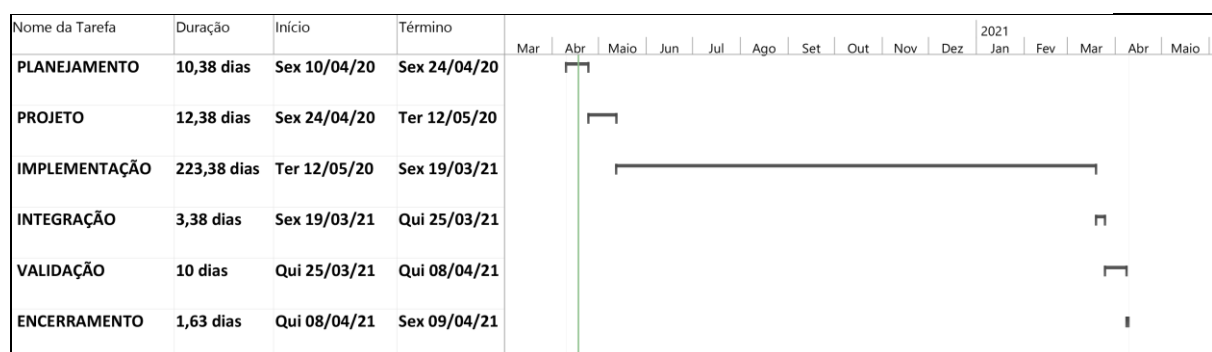 Nome da Tarefa Duração Início Término 2021
Mar Abr Maio Jun Jul Ago Set Out Nov Dez Jan Fev Mar Abr Maio
PLANEJAMENTO 10,38 dias Sex 10/04/20 Sex 24/04/20
PROJETO 12,38 dias Sex 24/04/20 Ter 12/05/20
IMPLEMENTAÇÃO 223,38 dias Ter 12/05/20 Sex 19/03/21
INTEGRAÇÃO 3,38 dias Sex 19/03/21 Qui 25/03/21
VALIDAÇÃO 10 dias Qui 25/03/21 Qui 08/04/21
ENCERRAMENTO 1,63 dias Qui 08/04/21 Sex 09/04/21